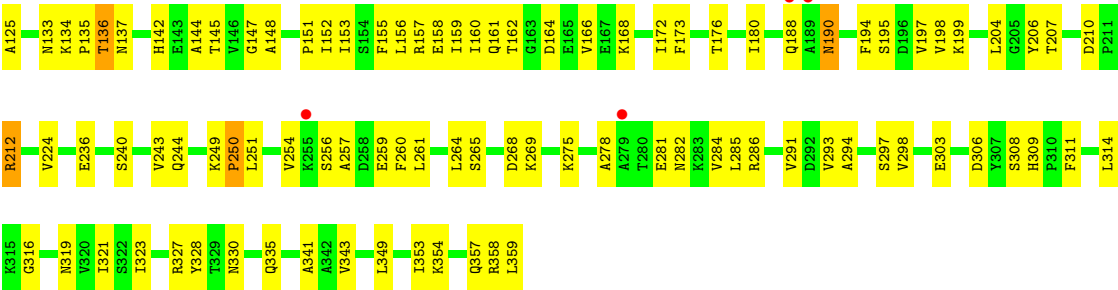 A125 N133 K134 P135 T136 N137 H142 E143 A144 T145 V146 G147 A148 P151 I152 I153 S154 F155 L156 R157 E158 I159 I160 Q161 T162 G163 D164 E165 V166 E167 K168 I172 F173 T176 I180 Q188 A189 N190 F194 S195 D196 V197 V198 K199 L204 G205 Y206 T207 D210 P211
R212 V224 E236 S240 V243 Q244 K249 P250 L251 V254 K255 S256 A257 D258 E259 F260 L261 L264 S265 D268 K269 K275 A278 A279 T280 E281 N282 K283 V284 L285 R286 V291 D292 V293 A294 S297 V298 E303 D306 Y307 S308 H309 P310 F311 L314
K315 G316 N319 V320 I321 S322 I323 R327 Y328 T329 N330 Q335 A341 A342 V343 L349 I353 K354 Q357 R358 L359